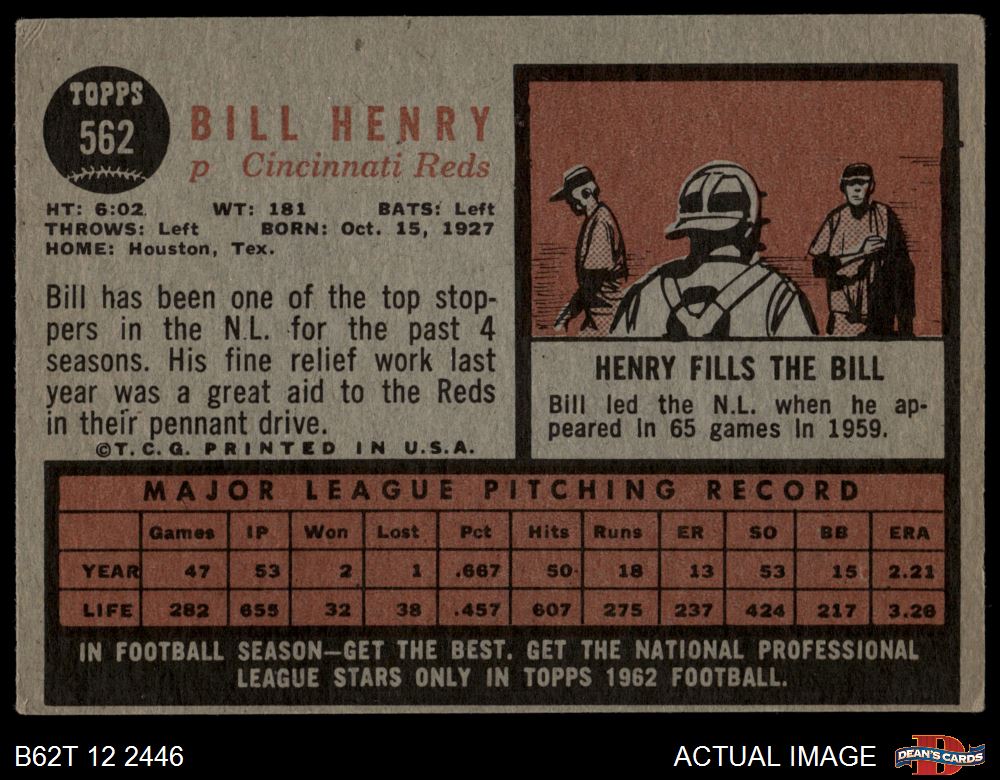 TOPPS
562
BILL HENRY
p Cincinnati Reds
HT: 6:02 WT: 181 BATS: Left
THROWS: Left BORN: Oct. 15, 1927
HOME: Houston, Tex.
Bill has been one of the top stop-
pers in the N.L. for the past 4
seasons. His fine relief work last
year was a great aid to the Reds
in their pennant drive.
©T.C.G. PRINTED IN U.S.A.
HENRY FILLS THE BILL
Bill led the N.L. when he ap-
peared in 65 games in 1959.
MAJOR LEAGUE PITCHING RECORD
Games IP Won Lost Pct Hits Runs ER SO BB ERA
YEAR 47 53 2 1 .667 50 18 13 53 15 2.21
LIFE 282 655 32 38 .457 607 275 237 424 217 3.26
IN FOOTBALL SEASON—GET THE BEST. GET THE NATIONAL PROFESSIONAL
LEAGUE STARS ONLY IN TOPPS 1962 FOOTBALL.
B62T 12 2446 ACTUAL IMAGE DEAN'S CARDS